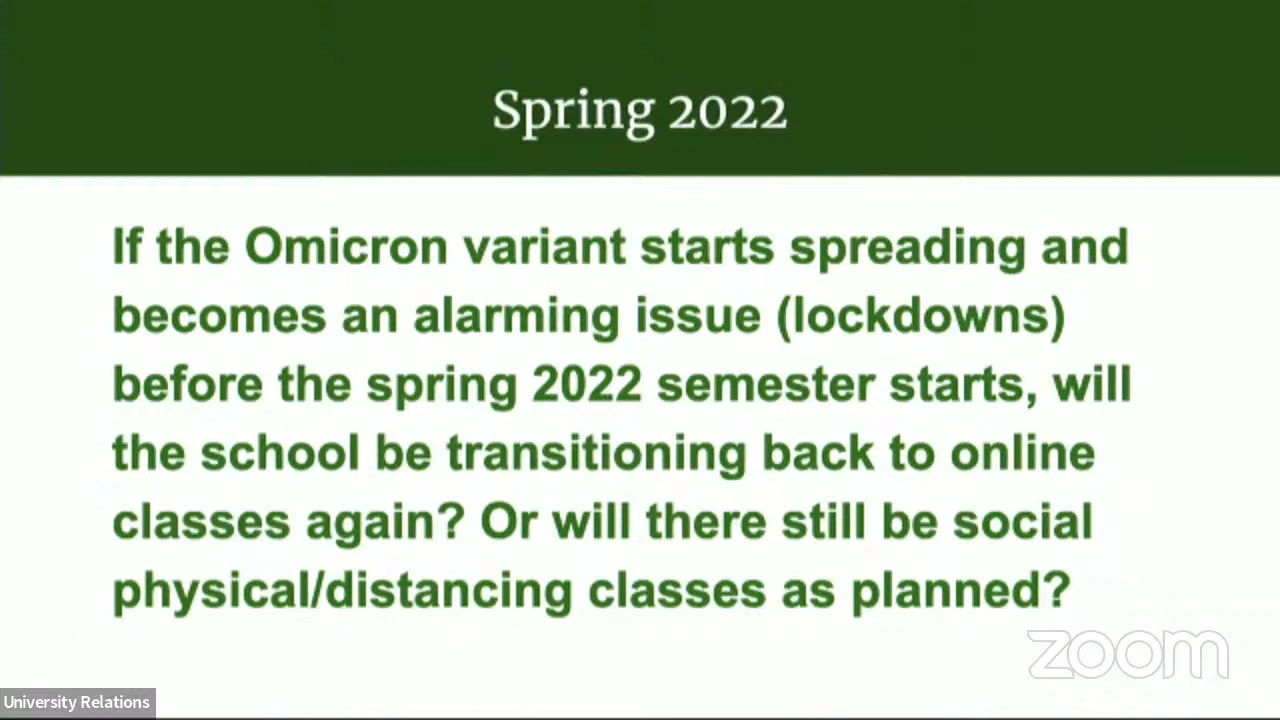 Spring 2022
If the Omicron variant starts spreading and
becomes an alarming issue (lockdowns)
before the spring 2022 semester starts, will
the school be transitioning back to online
classes again? Or will there still be social
physical/distancing classes as planned?
zoom
University Relations